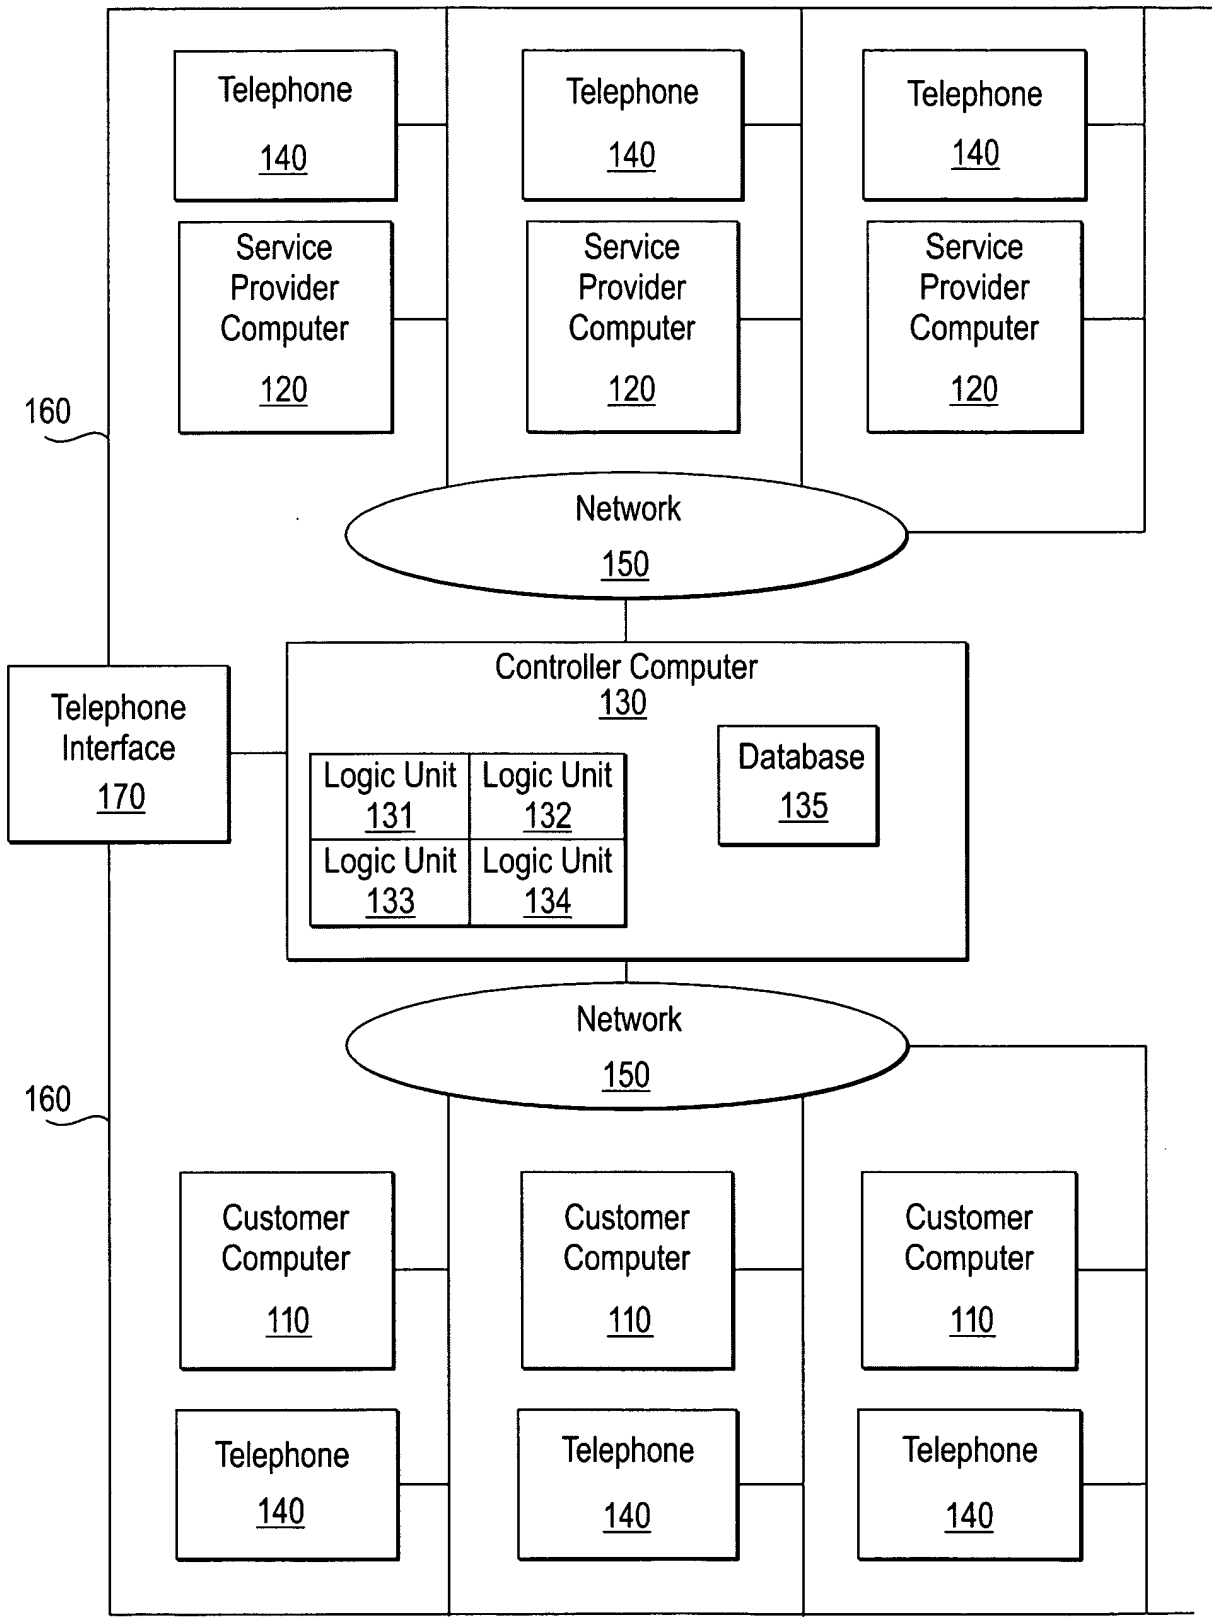 Telephone
140
Telephone
140
Telephone
140
Service
Provider
Computer
120
Service
Provider
Computer
120
Service
Provider
Computer
120
160
Network
150
Telephone
Interface
170
Controller Computer
130
Logic Unit
131
Logic Unit
132
Logic Unit
133
Logic Unit
134
Database
135
Network
150
160
Customer
Computer
110
Customer
Computer
110
Customer
Computer
110
Telephone
140
Telephone
140
Telephone
140